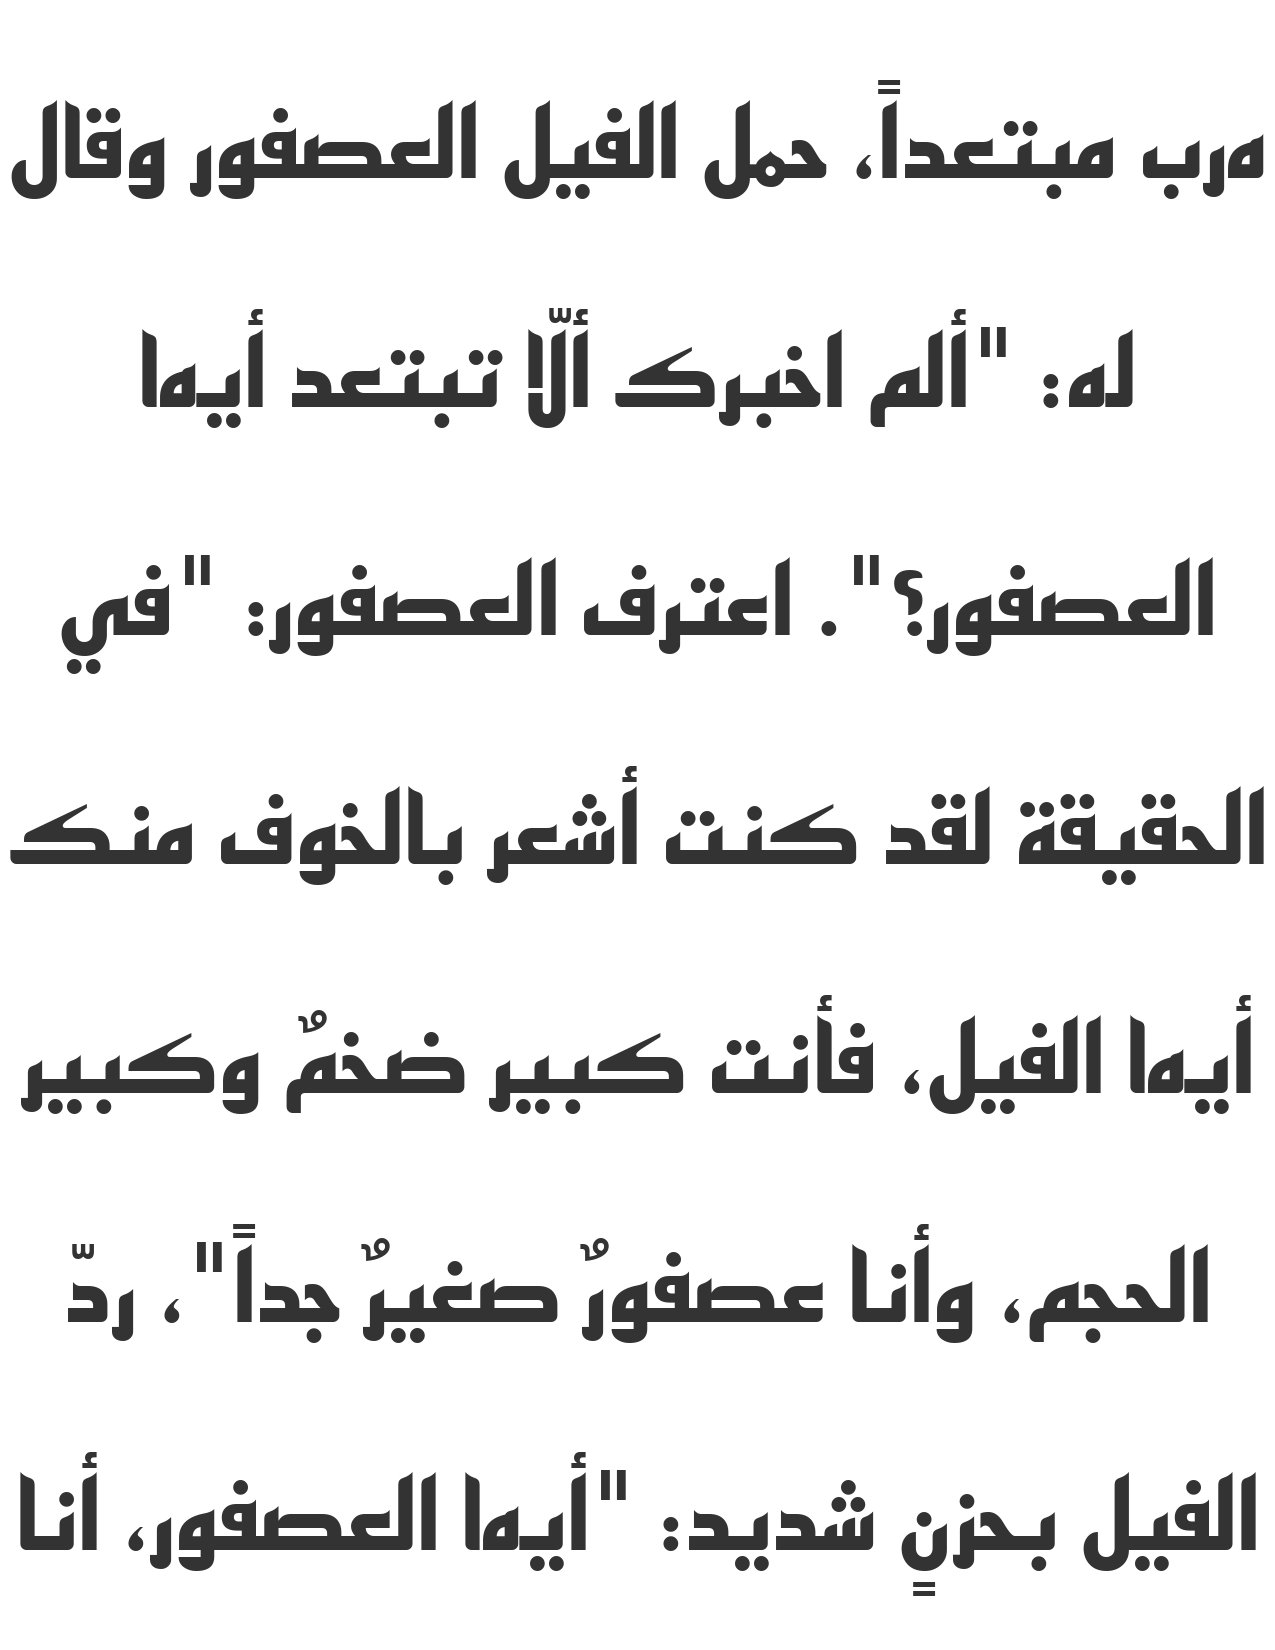 هرب مبتعداً، حمل الفيل العصفور وقال
له: "ألم اخبرك ألّا تبتعد أيها
العصفور؟". اعترف العصفور: "في
الحقيقة لقد كنت أشعر بالخوف منك
أيها الفيل، فأنت كبير ضخمٌ وكبير
الحجم، وأنا عصفورٌ صغيرٌ جداً"، ردّ
الفيل بحزنٍ شديد: "أيها العصفور، أنا